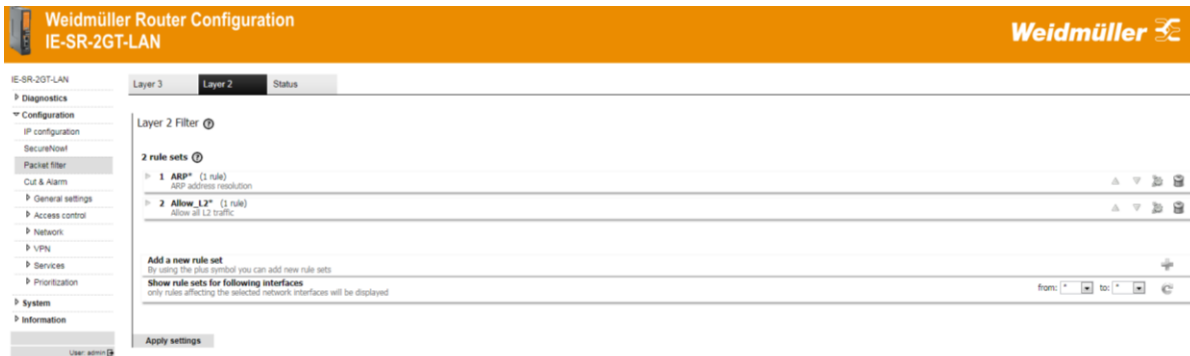 Weidmüller Router Configuration
IE-SR-2GT-LAN
Weidmüller
IE-SR-2GT-LAN
Diagnostics
Configuration
IP configuration
SecureNow!
Packet filter
Cut & Alarm
General settings
Access control
Network
VPN
Services
Prioritization
System
Information
User: admin
Layer 3 Layer 2 Status
Layer 2 Filter ?
2 rule sets ?
1 ARP* (1 rule)
ARP address resolution
2 Allow_L2* (1 rule)
Allow all L2 traffic
Add a new rule set
By using the plus symbol you can add new rule sets
Show rule sets for following interfaces
only rules affecting the selected network interfaces will be displayed
from: * to: *
Apply settings